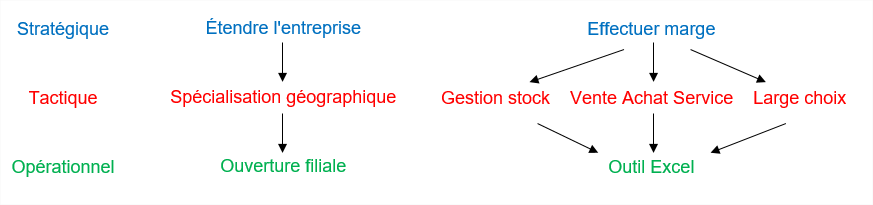 Stratégique Étendre l'entreprise Effectuer marge
Tactique Spécialisation géographique Gestion stock Vente Achat Service Large choix
Opérationnel Ouverture filiale Outil Excel